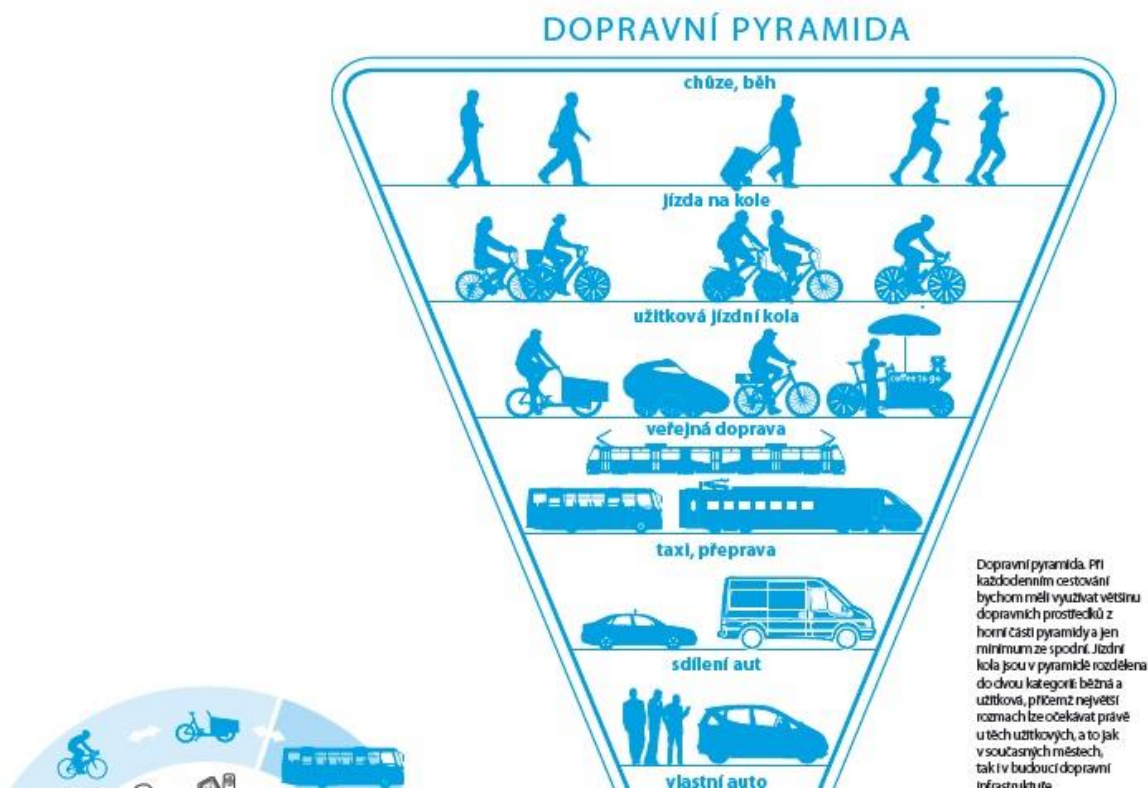 DOPRAVNÍ PYRAMIDA
chůze, běh
jízda na kole
užitková jízdní kola
coffee to go
veřejná doprava
taxi, přeprava
sdílení aut
vlastní auto
Dopravní pyramida. Při
každodenním cestování
bychom měli využívat většinu
dopravních prostředků z
horní části pyramidy a jen
minimum ze spodní. Jízdní
kola jsou v pyramidě rozdělena
do dvou kategorií: běžná a
užitková, přičemž největší
rozmach lze očekávat právě
u těch užitkových, a to jak
v současných městech,
tak i v budoucí dopravní
infrastruktuře